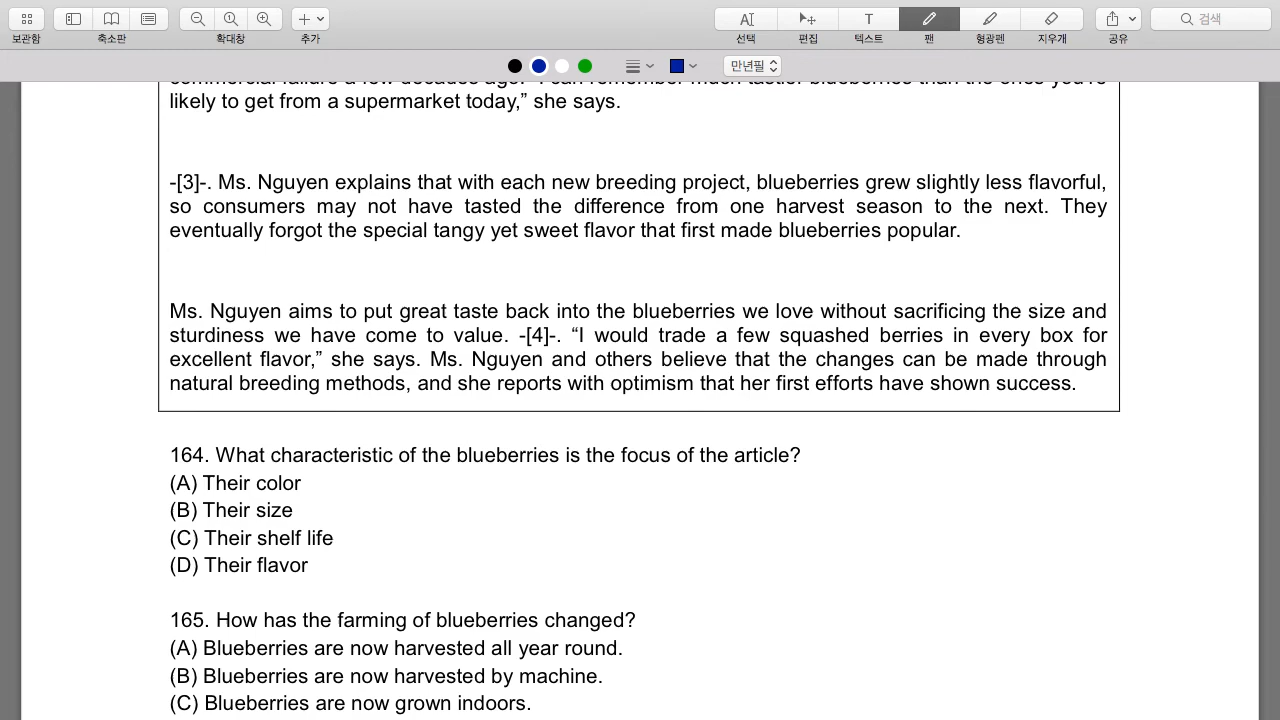 보관함
축소판
확대창
추가
선택
편집
텍스트
펜
형광펜
지우개
공유
검색
만년필
likely to get from a supermarket today,” she says.
-[3]-. Ms. Nguyen explains that with each new breeding project, blueberries grew slightly less flavorful,
so consumers may not have tasted the difference from one harvest season to the next. They
eventually forgot the special tangy yet sweet flavor that first made blueberries popular.
Ms. Nguyen aims to put great taste back into the blueberries we love without sacrificing the size and
sturdiness we have come to value. -[4]-. “I would trade a few squashed berries in every box for
excellent flavor,” she says. Ms. Nguyen and others believe that the changes can be made through
natural breeding methods, and she reports with optimism that her first efforts have shown success.
164. What characteristic of the blueberries is the focus of the article?
(A) Their color
(B) Their size
(C) Their shelf life
(D) Their flavor
165. How has the farming of blueberries changed?
(A) Blueberries are now harvested all year round.
(B) Blueberries are now harvested by machine.
(C) Blueberries are now grown indoors.